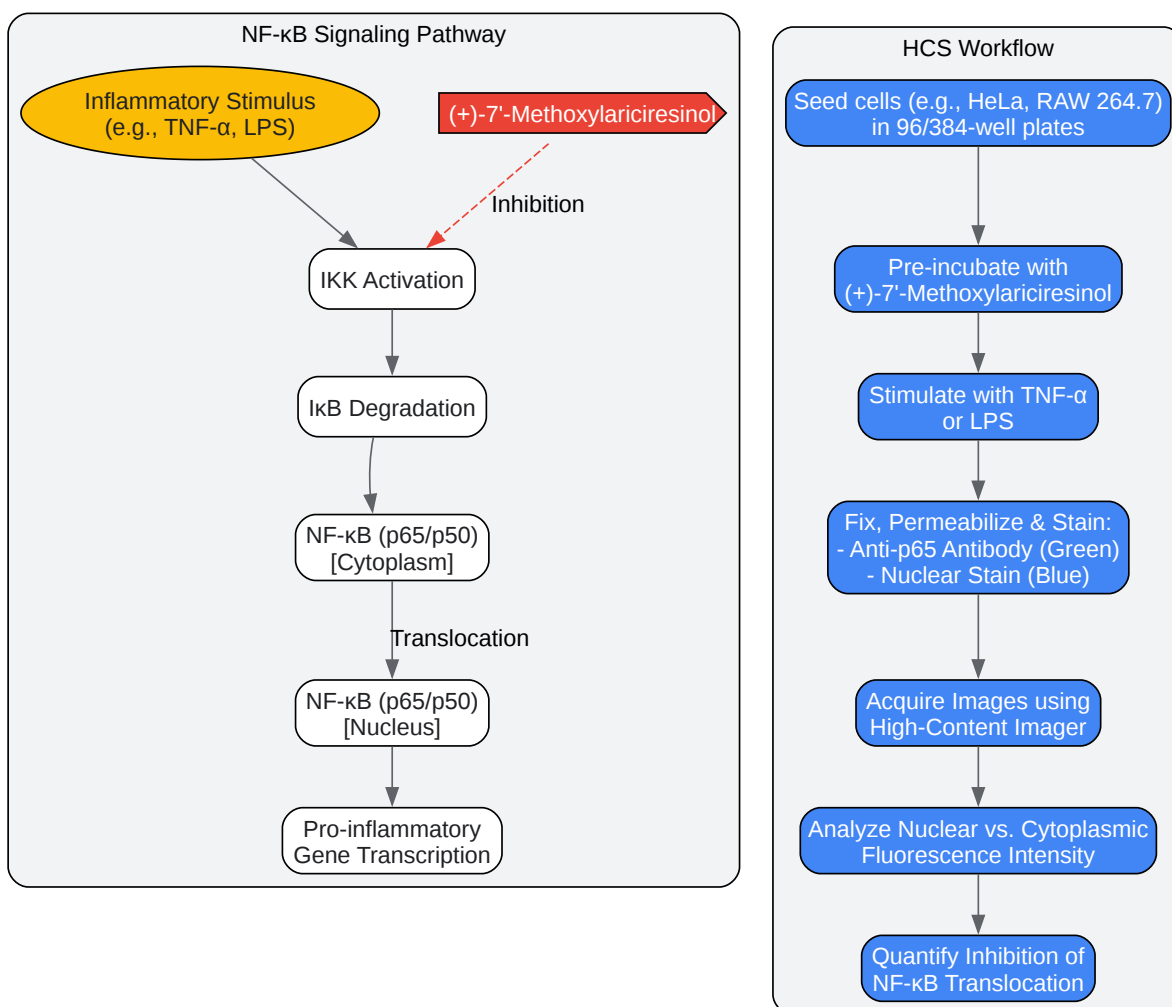 NF-κB Signaling Pathway
Inflammatory Stimulus
(e.g., TNF-α, LPS)
(+)-7'-Methoxylariciresinol
Inhibition
IKK Activation
IκB Degradation
NF-κB (p65/p50)
[Cytoplasm]
Translocation
NF-κB (p65/p50)
[Nucleus]
Pro-inflammatory
Gene Transcription
HCS Workflow
Seed cells (e.g., HeLa, RAW 264.7)
in 96/384-well plates
Pre-incubate with
(+)-7'-Methoxylariciresinol
Stimulate with TNF-α
or LPS
Fix, Permeabilize & Stain:
- Anti-p65 Antibody (Green)
- Nuclear Stain (Blue)
Acquire Images using
High-Content Imager
Analyze Nuclear vs. Cytoplasmic
Fluorescence Intensity
Quantify Inhibition of
NF-κB Translocation